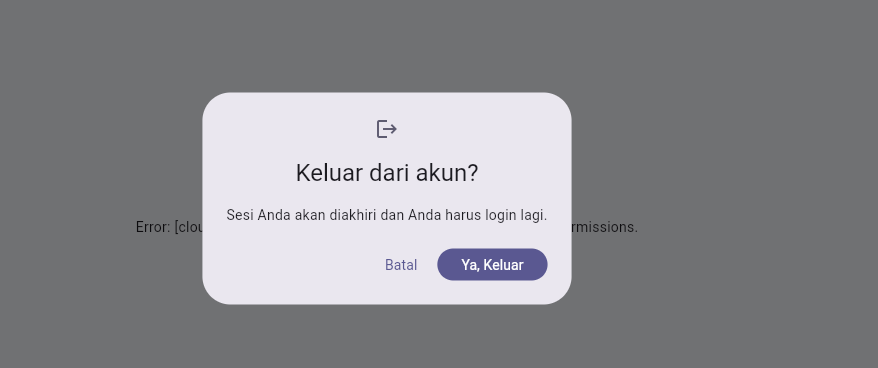 Keluar dari akun?
Sesi Anda akan diakhiri dan Anda harus login lagi.
Error: [clou rmissions.
Batal Ya, Keluar